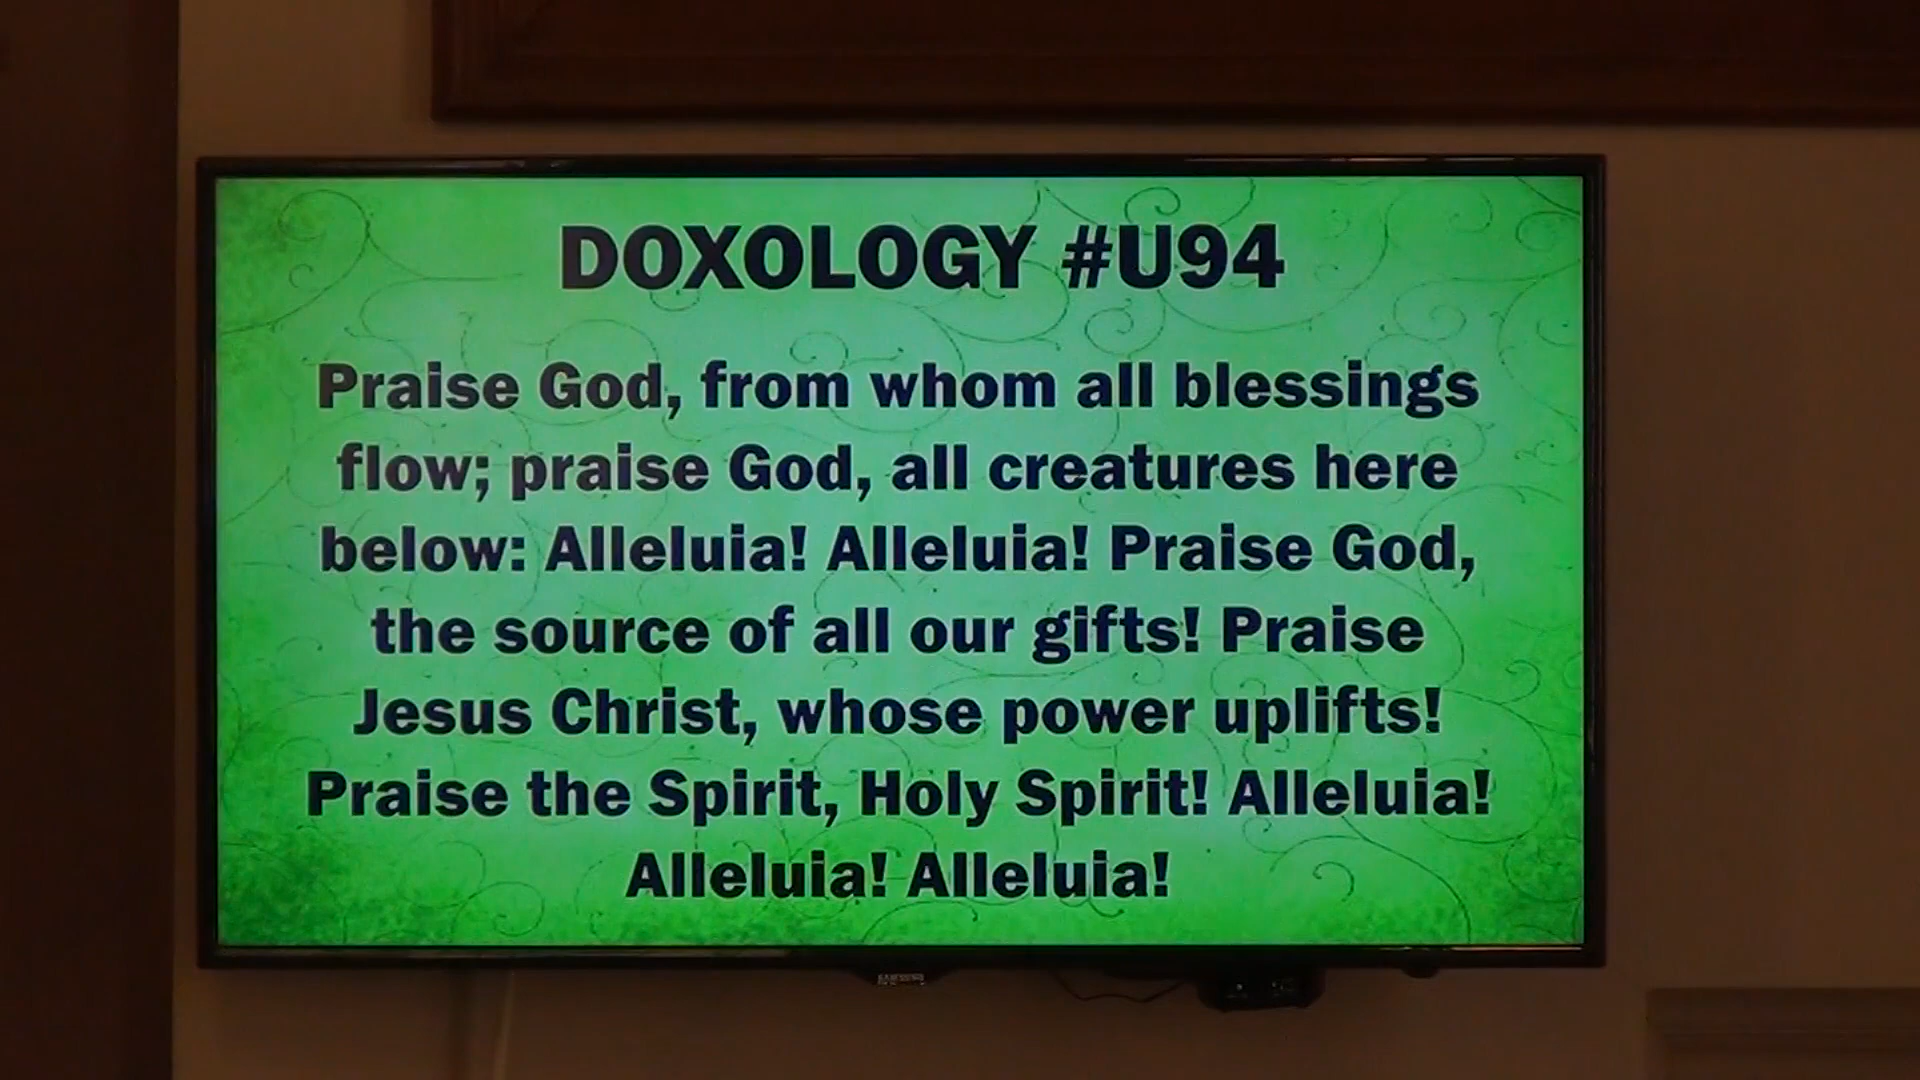 DOXOLOGY #U94
Praise God, from whom all blessings
flow; praise God, all creatures here
below: Alleluia! Alleluia! Praise God,
the source of all our gifts! Praise
Jesus Christ, whose power uplifts!
Praise the Spirit, Holy Spirit! Alleluia!
Alleluia! Alleluia!
SAMSUNG